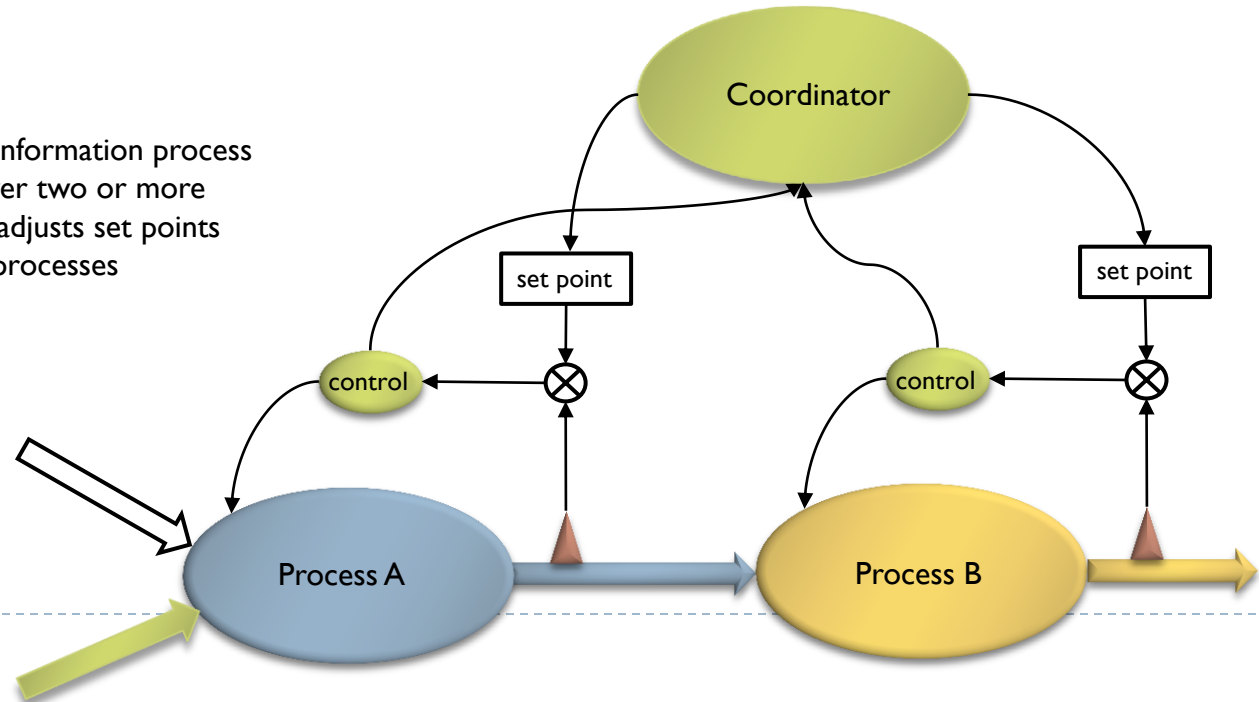 Coordinator
nformation process
er two or more
adjusts set points
processes
set point
set point
control
control
Process A
Process B